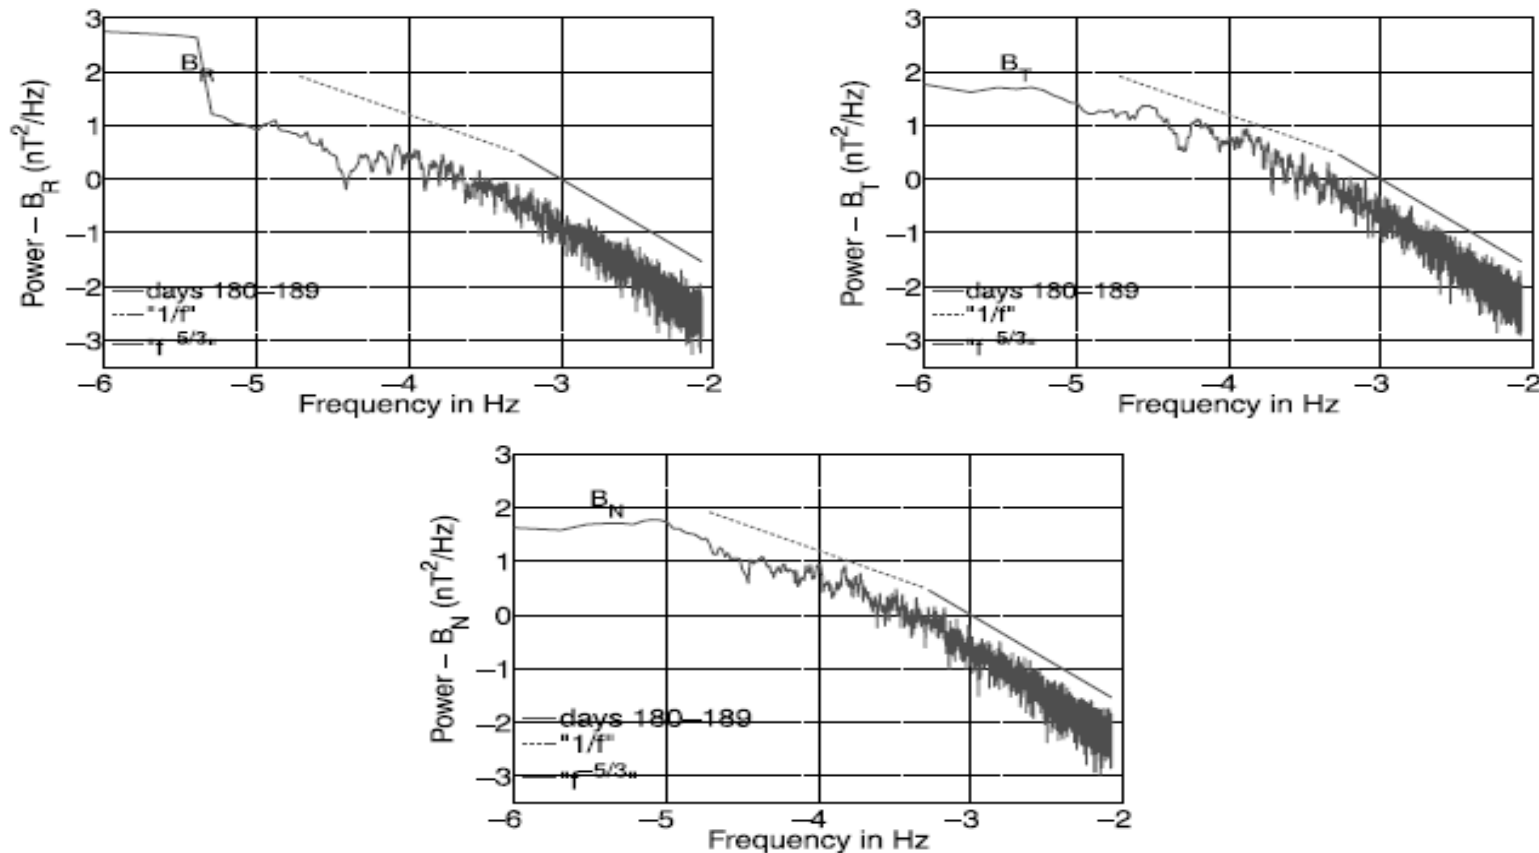 3
2
1
0
−1
−2
−3
Power − B_R (nT²/Hz)
B_R
days 180−189
"1/f"
"f^−5/3"
−6 −5 −4 −3 −2
Frequency in Hz
3
2
1
0
−1
−2
−3
Power − B_T (nT²/Hz)
B_T
days 180−189
"1/f"
"f^−5/3"
−6 −5 −4 −3 −2
Frequency in Hz
3
2
1
0
−1
−2
−3
Power − B_N (nT²/Hz)
B_N
days 180−189
"1/f"
"f^−5/3"
−6 −5 −4 −3 −2
Frequency in Hz